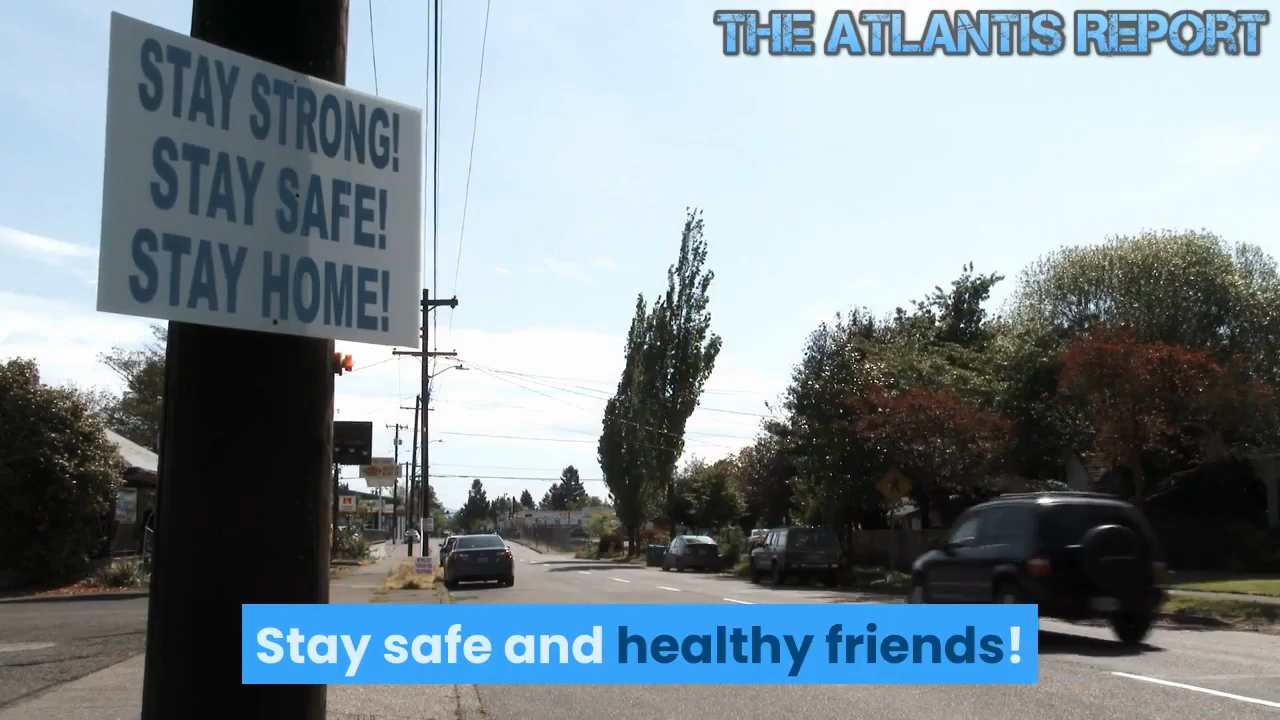 THE ATLANTIS REPORT
STAY STRONG!
STAY SAFE!
STAY HOME!
Stay safe and healthy friends!